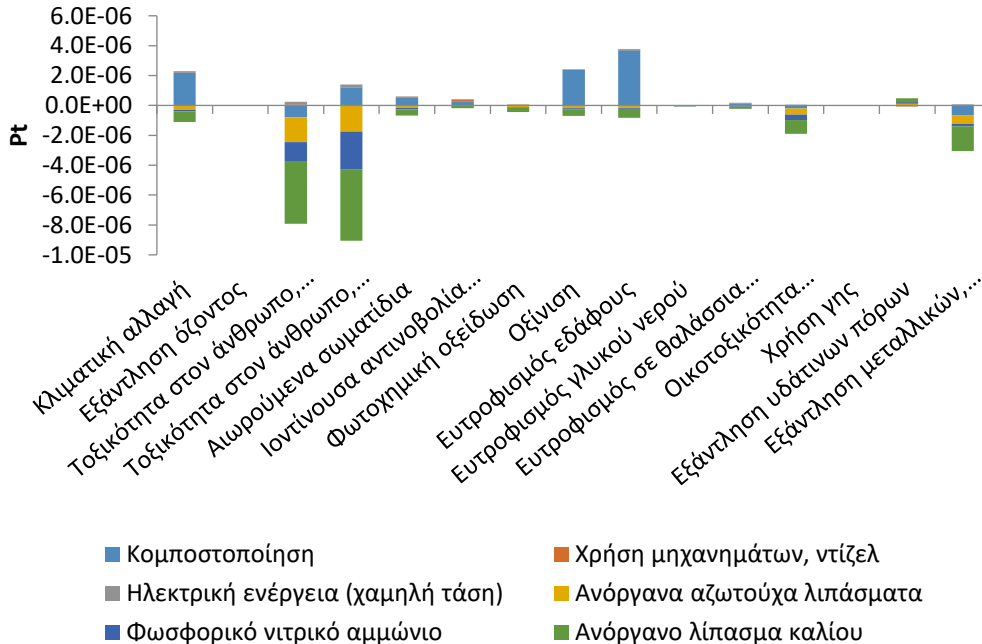 6.0E-06
4.0E-06
2.0E-06
0.0E+00
-2.0E-06
-4.0E-06
-6.0E-06
-8.0E-06
-1.0E-05
Pt
Κλιματική αλλαγή
Εξάντληση όζοντος
Τοξικότητα στον άνθρωπο,...
Τοξικότητα στον άνθρωπο,...
Αιωρούμενα σωματίδια
Ιοντίνουσα αντινοβολία...
Φωτοχημική οξείδωση
Οξίνιση
Ευτροφισμός εδάφους
Ευτροφισμός γλυκού νερού
Ευτροφισμός σε θαλάσσια...
Οικοτοξικότητα...
Χρήση γης
Εξάντληση υδάτινων πόρων
Εξάντληση μεταλλικών,...
Κομποστοποίηση
Χρήση μηχανημάτων, ντίζελ
Ηλεκτρική ενέργεια (χαμηλή τάση)
Ανόργανα αζωτούχα λιπάσματα
Φωσφορικό νιτρικό αμμώνιο
Ανόργανο λίπασμα καλίου